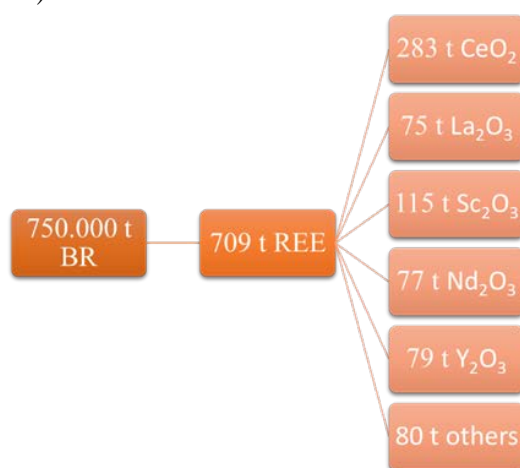 )
283 t CeO₂
75 t La₂O₃
115 t Sc₂O₃
750.000 t
BR
709 t REE
77 t Nd₂O₃
79 t Y₂O₃
80 t others